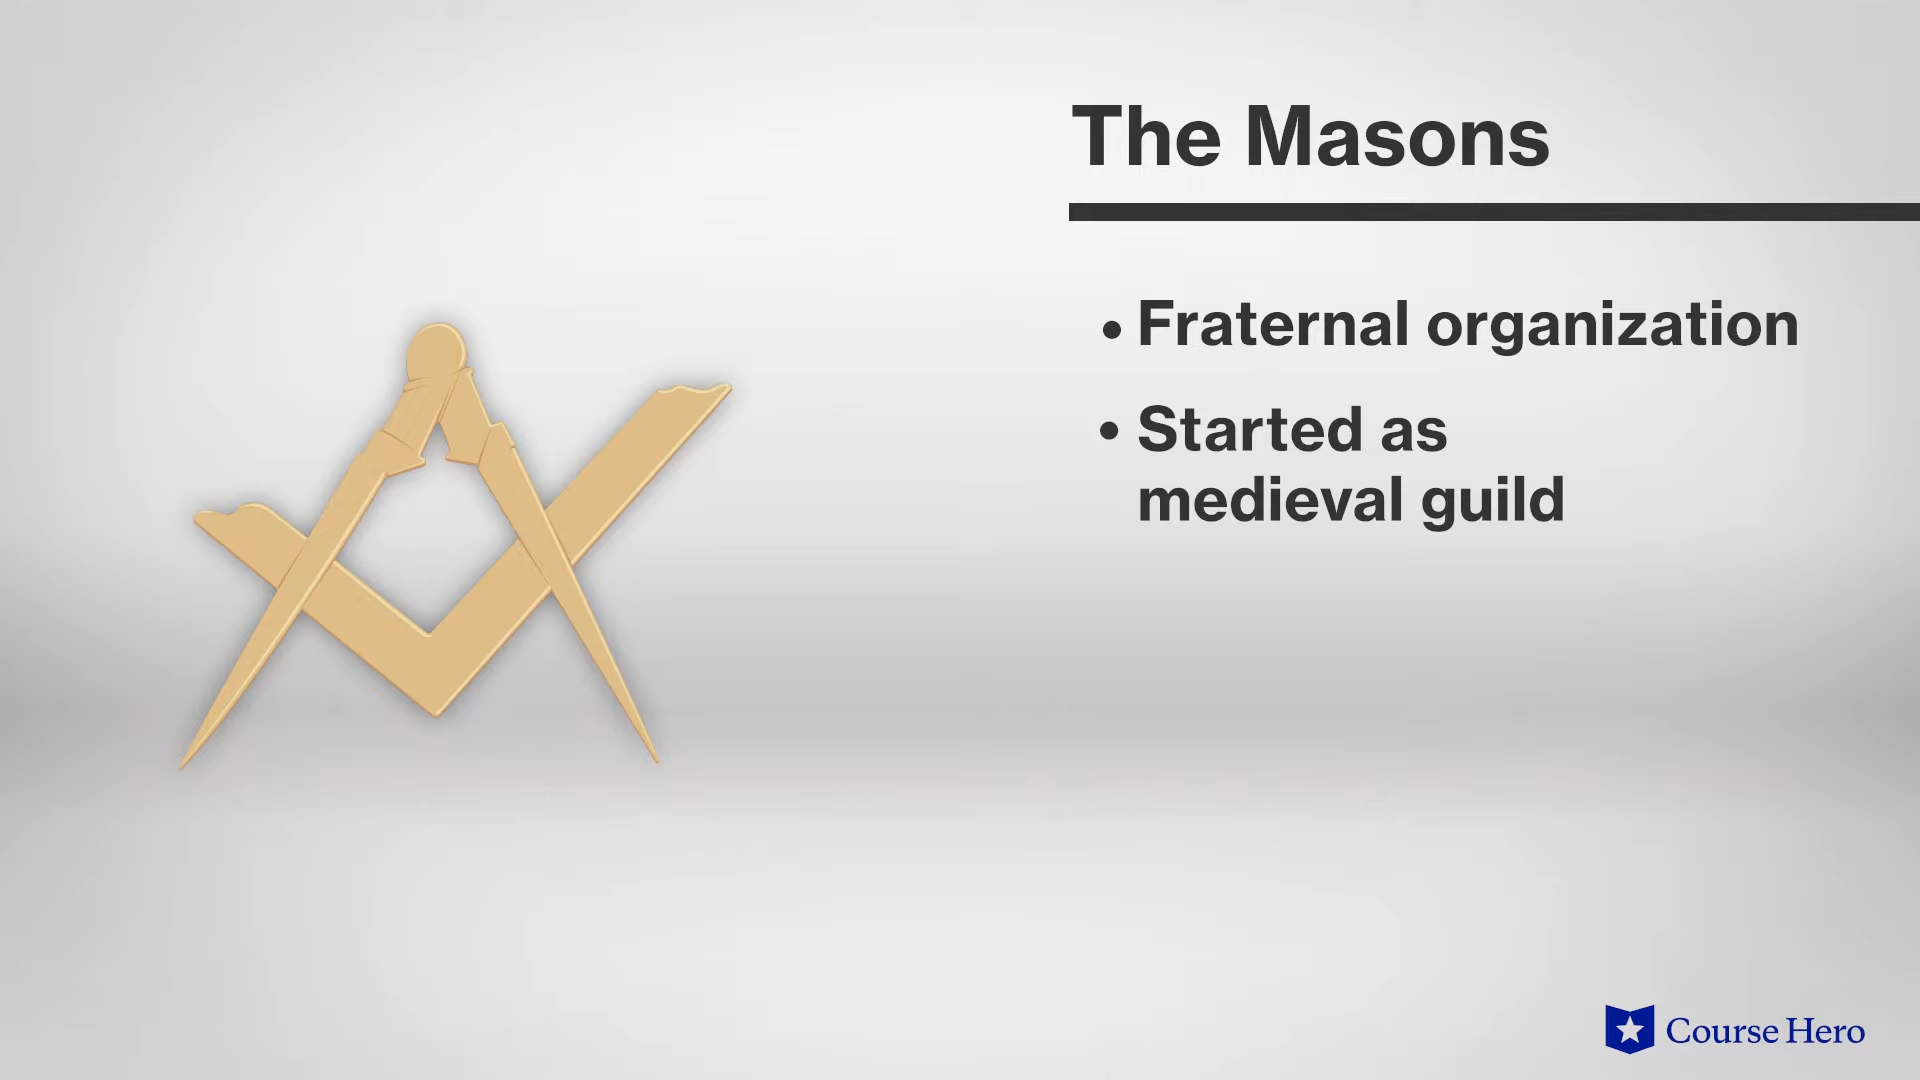 The Masons
• Fraternal organization
• Started as
medieval guild
Course Hero